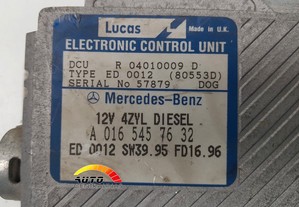 Lucas
Made in U.K.
ELECTRONIC CONTROL UNIT
DCU R 04010009 D
TYPE ED 0012 (80553D)
SERIAL No 57879 DOG
Mercedes-Benz
12V 4ZYL DIESEL
A 016 545 76 32
ED 0012 SW39.95 FD16.96
SUTO